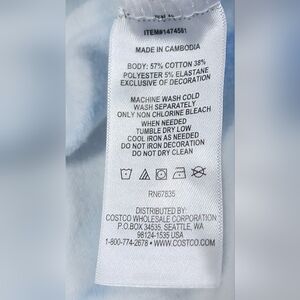 ITEM#1474581
MADE IN CAMBODIA
BODY: 57% COTTON 38%
POLYESTER 5% ELASTANE
EXCLUSIVE OF DECORATION
MACHINE WASH COLD
WASH SEPARATELY
ONLY NON CHLORINE BLEACH
WHEN NEEDED
TUMBLE DRY LOW
COOL IRON AS NEEDED
DO NOT IRON DECORATION
DO NOT DRY CLEAN
RN67835
DISTRIBUTED BY:
COSTCO WHOLESALE CORPORATION
P.O.BOX 34535, SEATTLE, WA
98124-1535 USA
1-800-774-2678 • WWW.COSTCO.COM